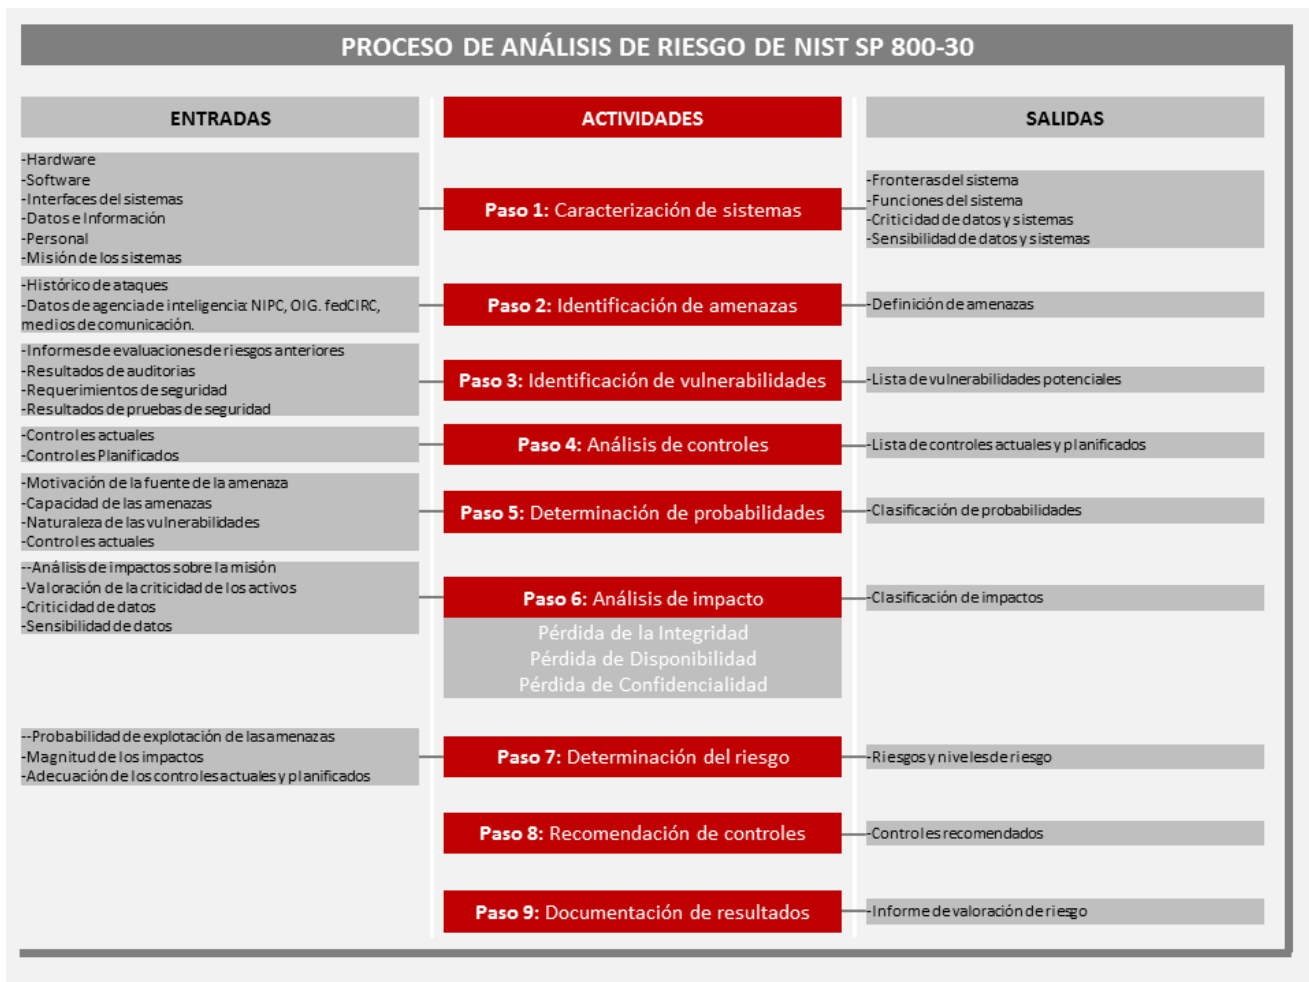 PROCESO DE ANÁLISIS DE RIESGO DE NIST SP 800-30
ENTRADAS
ACTIVIDADES
SALIDAS
-Hardware
-Software
-Interfaces del sistemas
-Datos e Información
-Personal
-Misión de los sistemas
Paso 1: Caracterización de sistemas
-Fronteras del sistema
-Funciones del sistema
-Criticidad de datos y sistemas
-Sensibilidad de datos y sistemas
-Histórico de ataques
-Datos de agencia de inteligencia: NIPC, OIG. fedCIRC,
medios de comunicación.
Paso 2: Identificación de amenazas
-Definición de amenazas
-Informes de evaluaciones de riesgos anteriores
-Resultados de auditorias
-Requerimientos de seguridad
-Resultados de pruebas de seguridad
Paso 3: Identificación de vulnerabilidades
-Lista de vulnerabilidades potenciales
-Controles actuales
-Controles Planificados
Paso 4: Análisis de controles
-Lista de controles actuales y planificados
-Motivación de la fuente de la amenaza
-Capacidad de las amenazas
-Naturaleza de las vulnerabilidades
-Controles actuales
Paso 5: Determinación de probabilidades
-Clasificación de probabilidades
--Análisis de impactos sobre la misión
-Valoración de la criticidad de los activos
-Criticidad de datos
-Sensibilidad de datos
Paso 6: Análisis de impacto
Pérdida de la Integridad
Pérdida de Disponibilidad
Pérdida de Confidencialidad
-Clasificación de impactos
--Probabilidad de explotación de las amenazas
-Magnitud de los impactos
-Adecuación de los controles actuales y planificados
Paso 7: Determinación del riesgo
-Riesgos y niveles de riesgo
Paso 8: Recomendación de controles
-Controles recomendados
Paso 9: Documentación de resultados
-Informe de valoración de riesgo